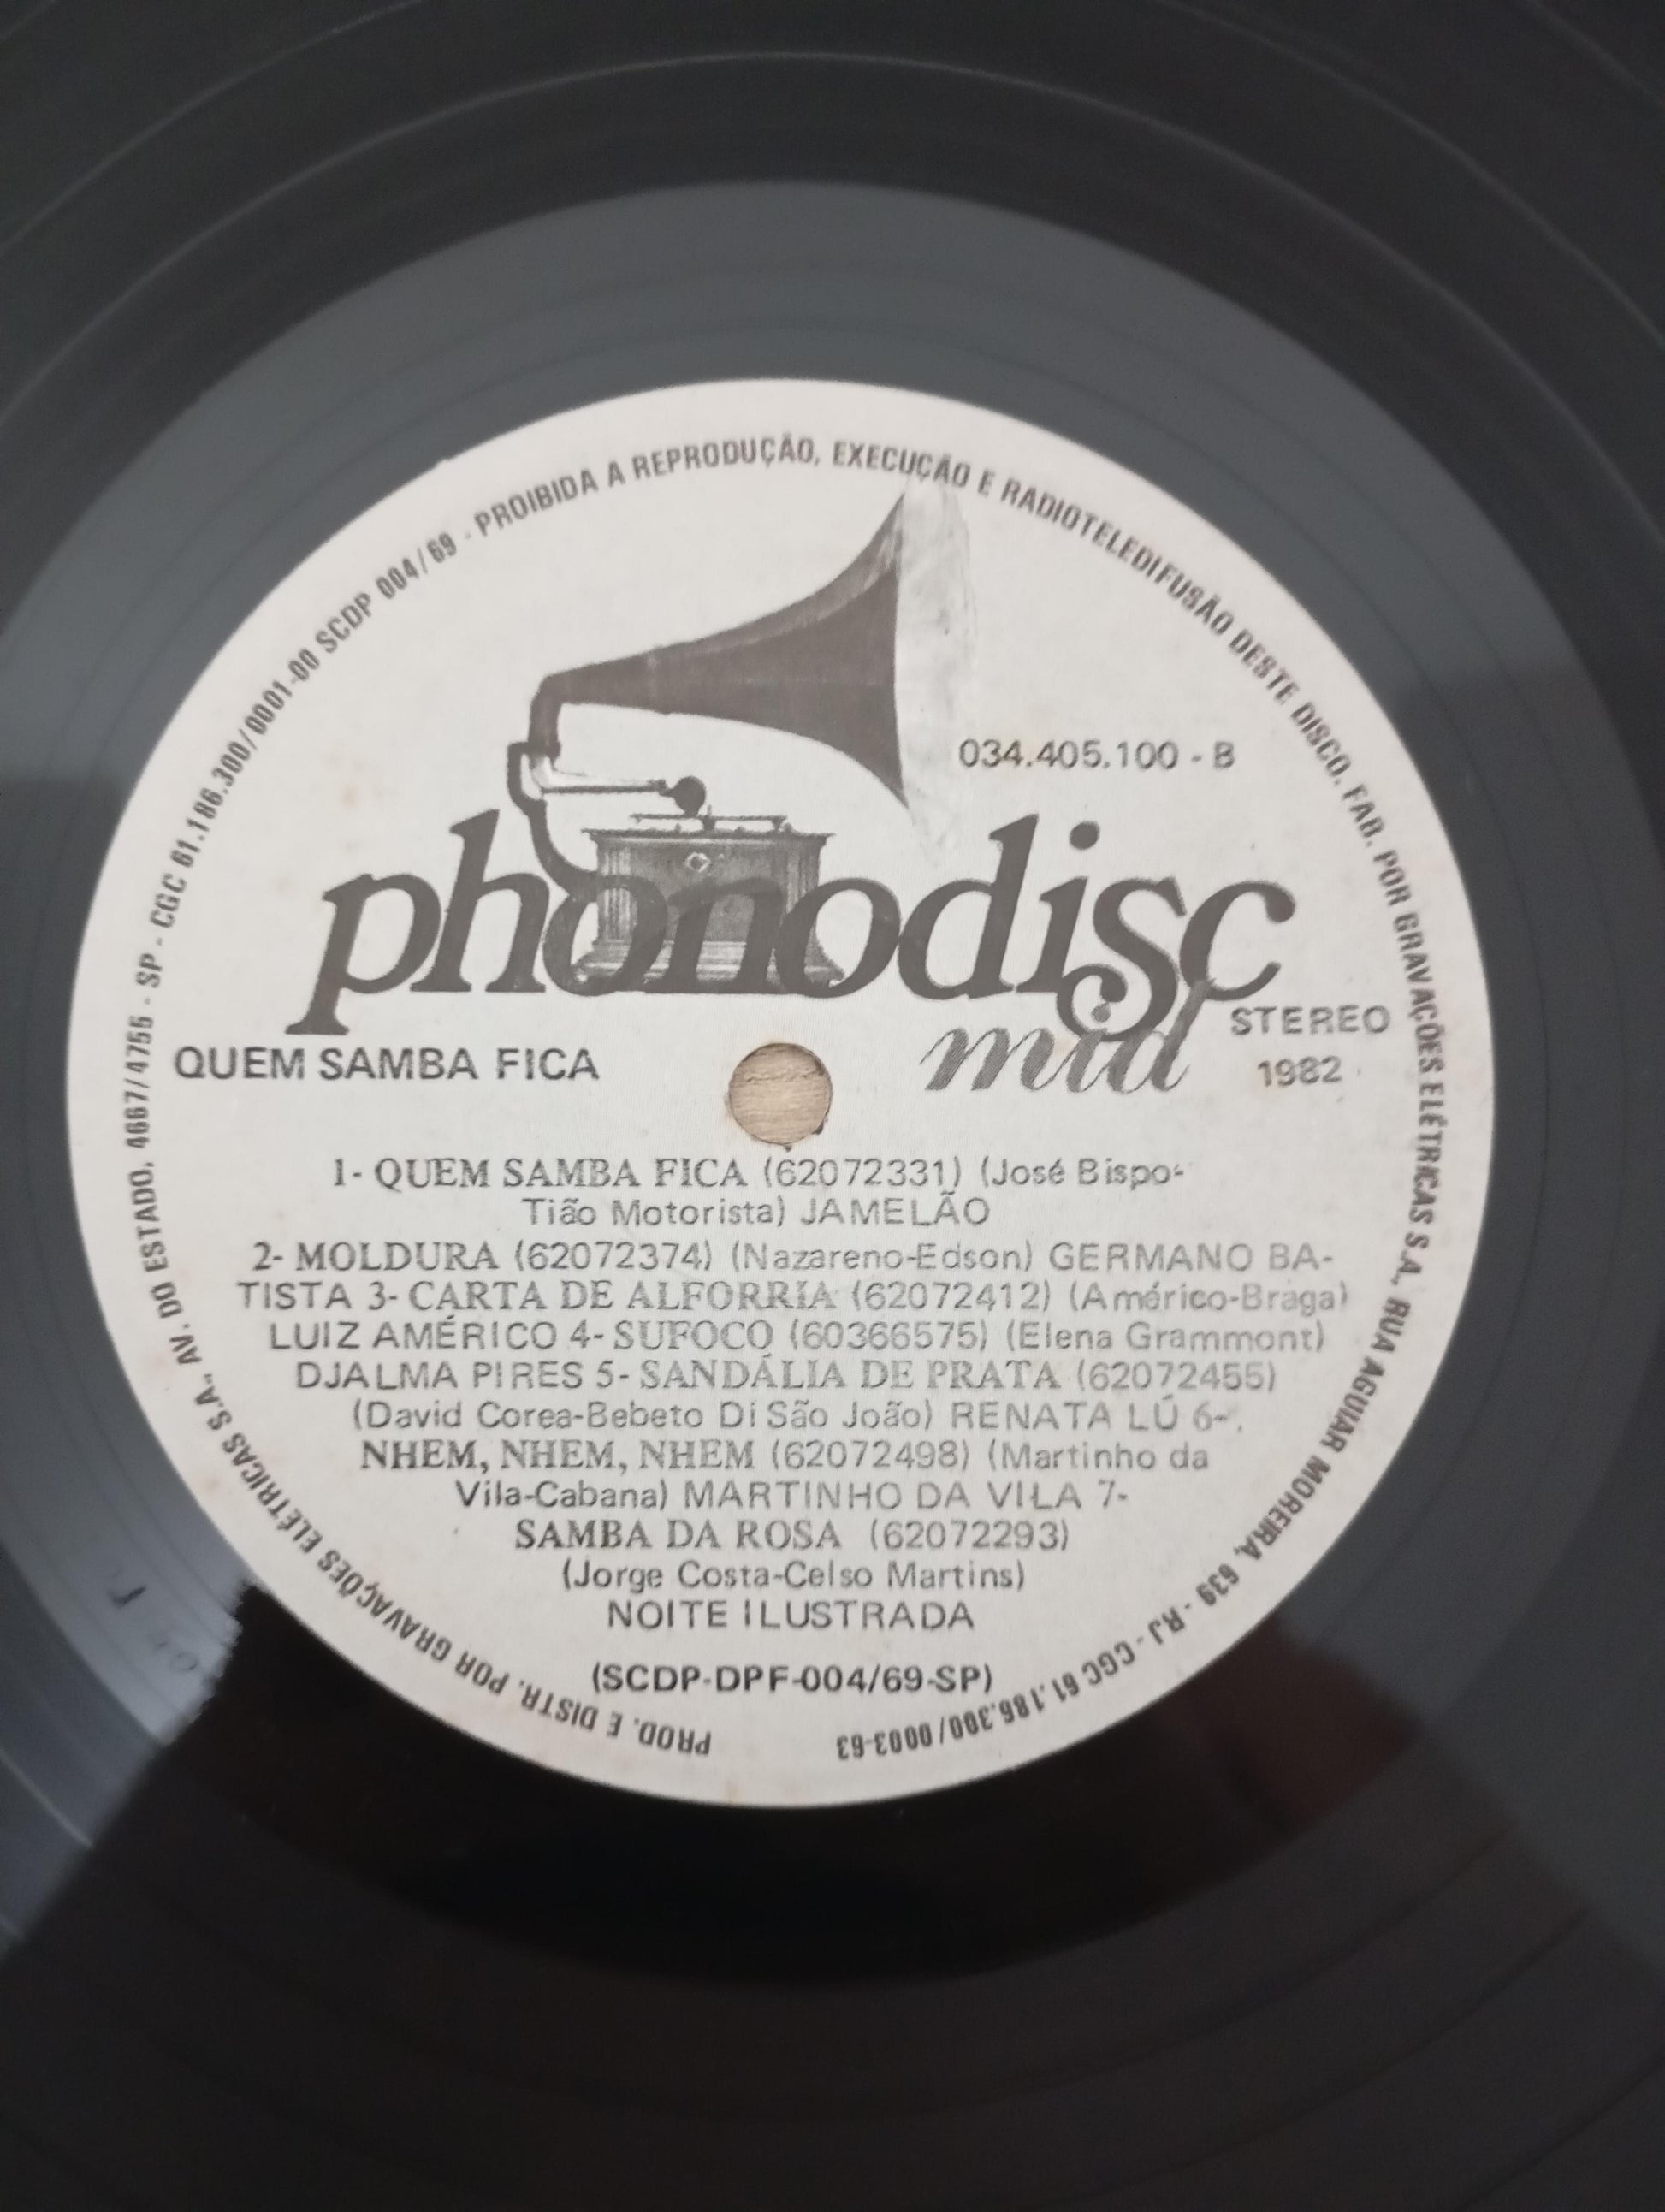 PROD. E DISTR. POR GRAVAÇÕES ELÉTRICAS S.A., AV. DO ESTADO, 4667/4755 - SP - CGC 61.186.300/0001-00 SCDP 004/69 - PROIBIDA A REPRODUÇÃO, EXECUÇÃO E RADIOTELEDIFUSÃO DESTE DISCO. FAB. POR GRAVAÇÕES ELÉTRICAS S.A., RUA AGUIAR MOREIRA, 639 - RJ - CGC 61.186.300/0003-63
034.405.100 - B
phonodisc
mid
STEREO
QUEM SAMBA FICA
1982
1- QUEM SAMBA FICA (62072331) (José Bispo-
Tião Motorista) JAMELÃO
2- MOLDURA (62072374) (Nazareno-Edson) GERMANO BA-
TISTA 3- CARTA DE ALFORRIA (62072412) (Américo-Braga)
LUIZ AMÉRICO 4- SUFOCO (60366575) (Elena Grammont)
DJALMA PIRES 5- SANDÁLIA DE PRATA (62072455)
(David Corea-Bebeto Di São João) RENATA LÚ 6-
NHEM, NHEM, NHEM (62072498) (Martinho da
Vila-Cabana) MARTINHO DA VILA 7-
SAMBA DA ROSA (62072293)
(Jorge Costa-Celso Martins)
NOITE ILUSTRADA
(SCDP-DPF-004/69-SP)